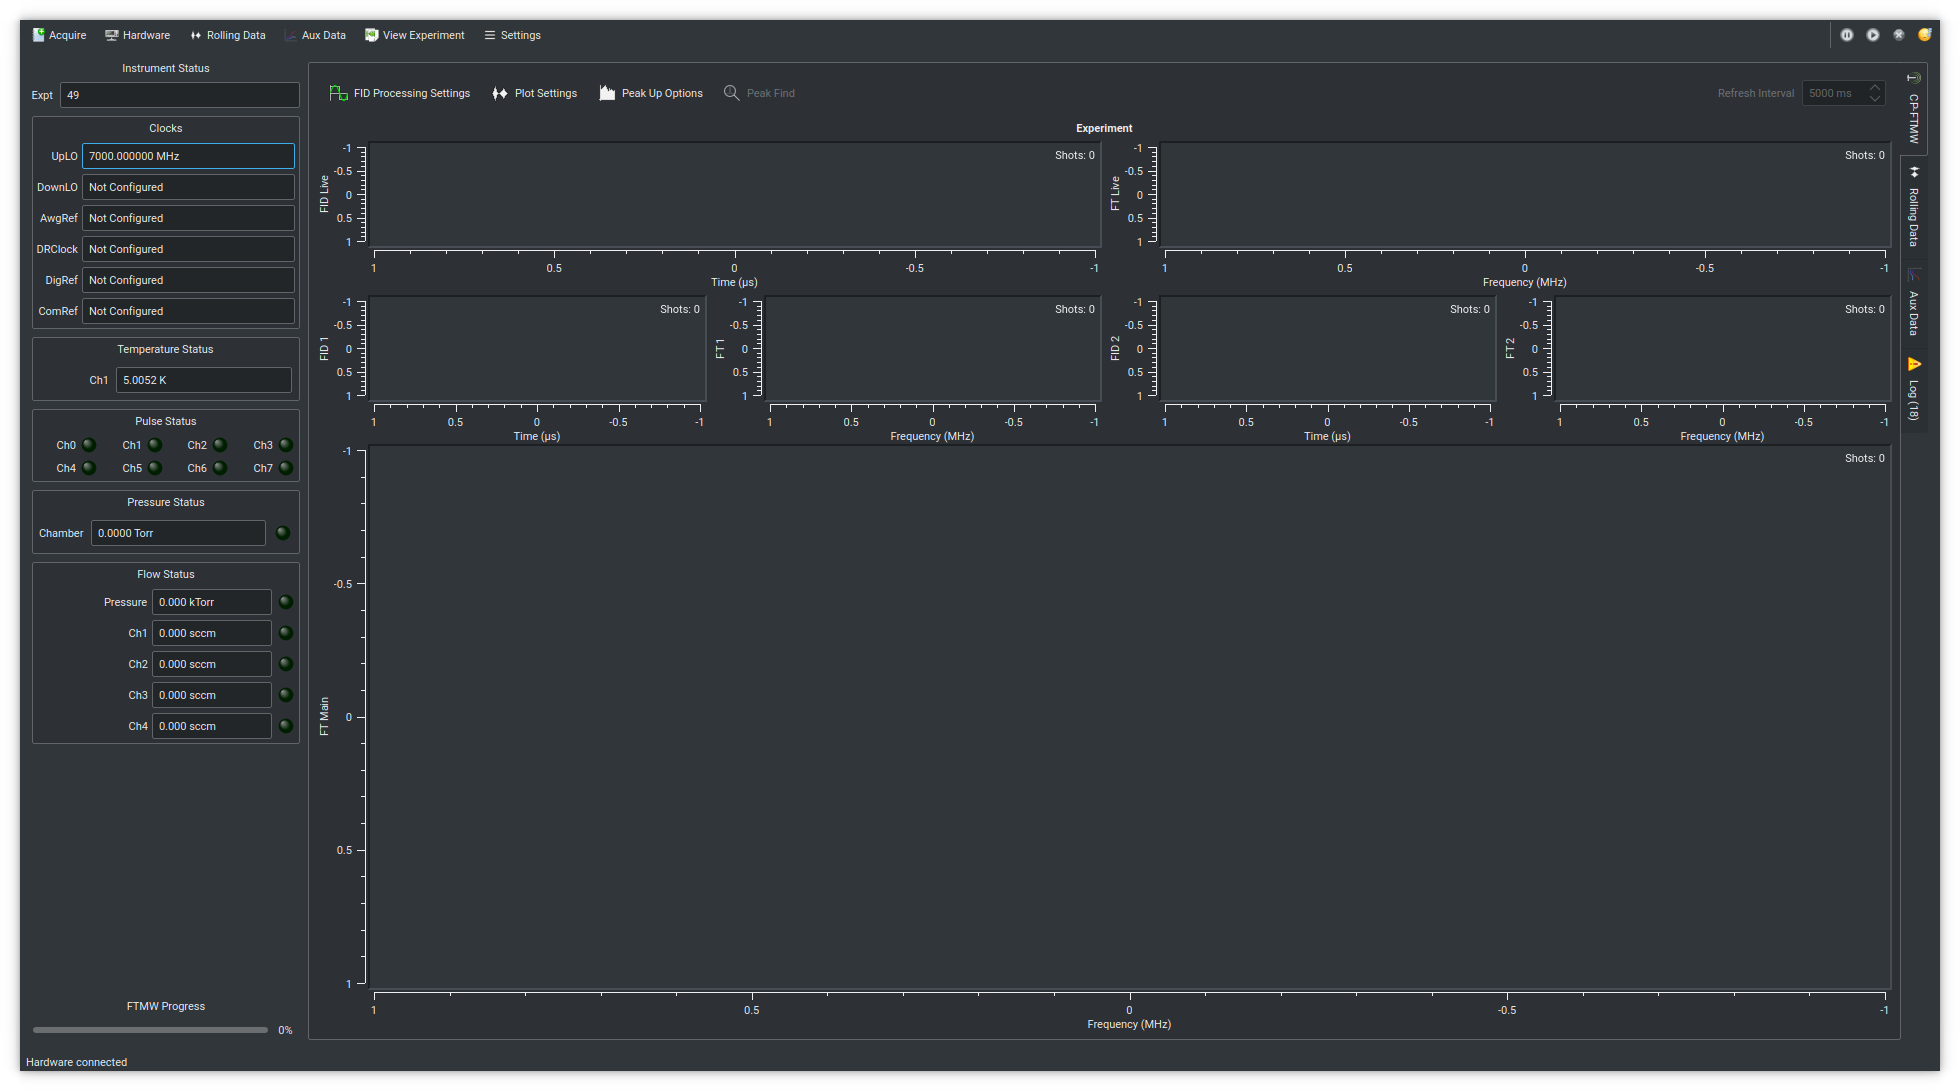 Acquire Hardware Rolling Data Aux Data View Experiment Settings
Instrument Status
Expt 49
Clocks
UpLO 7000.000000 MHz
DownLO Not Configured
AwgRef Not Configured
DRClock Not Configured
DigRef Not Configured
ComRef Not Configured
Temperature Status
Ch1 5.0052 K
Pulse Status
Ch0 Ch1 Ch2 Ch3
Ch4 Ch5 Ch6 Ch7
Pressure Status
Chamber 0.0000 Torr
Flow Status
Pressure 0.000 kTorr
Ch1 0.000 sccm
Ch2 0.000 sccm
Ch3 0.000 sccm
Ch4 0.000 sccm
FTMW Progress
0%
Hardware connected
FID Processing Settings Plot Settings Peak Up Options Peak Find Refresh Interval 5000 ms
Experiment
FID Live
-1
-0.5
0
0.5
1
Shots: 0
1 0.5 0 -0.5 -1
Time (µs)
FT Live
-1
-0.5
0
0.5
1
Shots: 0
1 0.5 0 -0.5 -1
Frequency (MHz)
FID 1
-1
-0.5
0
0.5
1
Shots: 0
1 0.5 0 -0.5 -1
Time (µs)
FT 1
-1
-0.5
0
0.5
1
Shots: 0
1 0.5 0 -0.5 -1
Frequency (MHz)
FID 2
-1
-0.5
0
0.5
1
Shots: 0
1 0.5 0 -0.5 -1
Time (µs)
FT 2
-1
-0.5
0
0.5
1
Shots: 0
1 0.5 0 -0.5 -1
Frequency (MHz)
FT Main
-1
-0.5
0
0.5
1
Shots: 0
1 0.5 0 -0.5 -1
Frequency (MHz)
CP-FTMW
Rolling Data
Aux Data
Log (18)